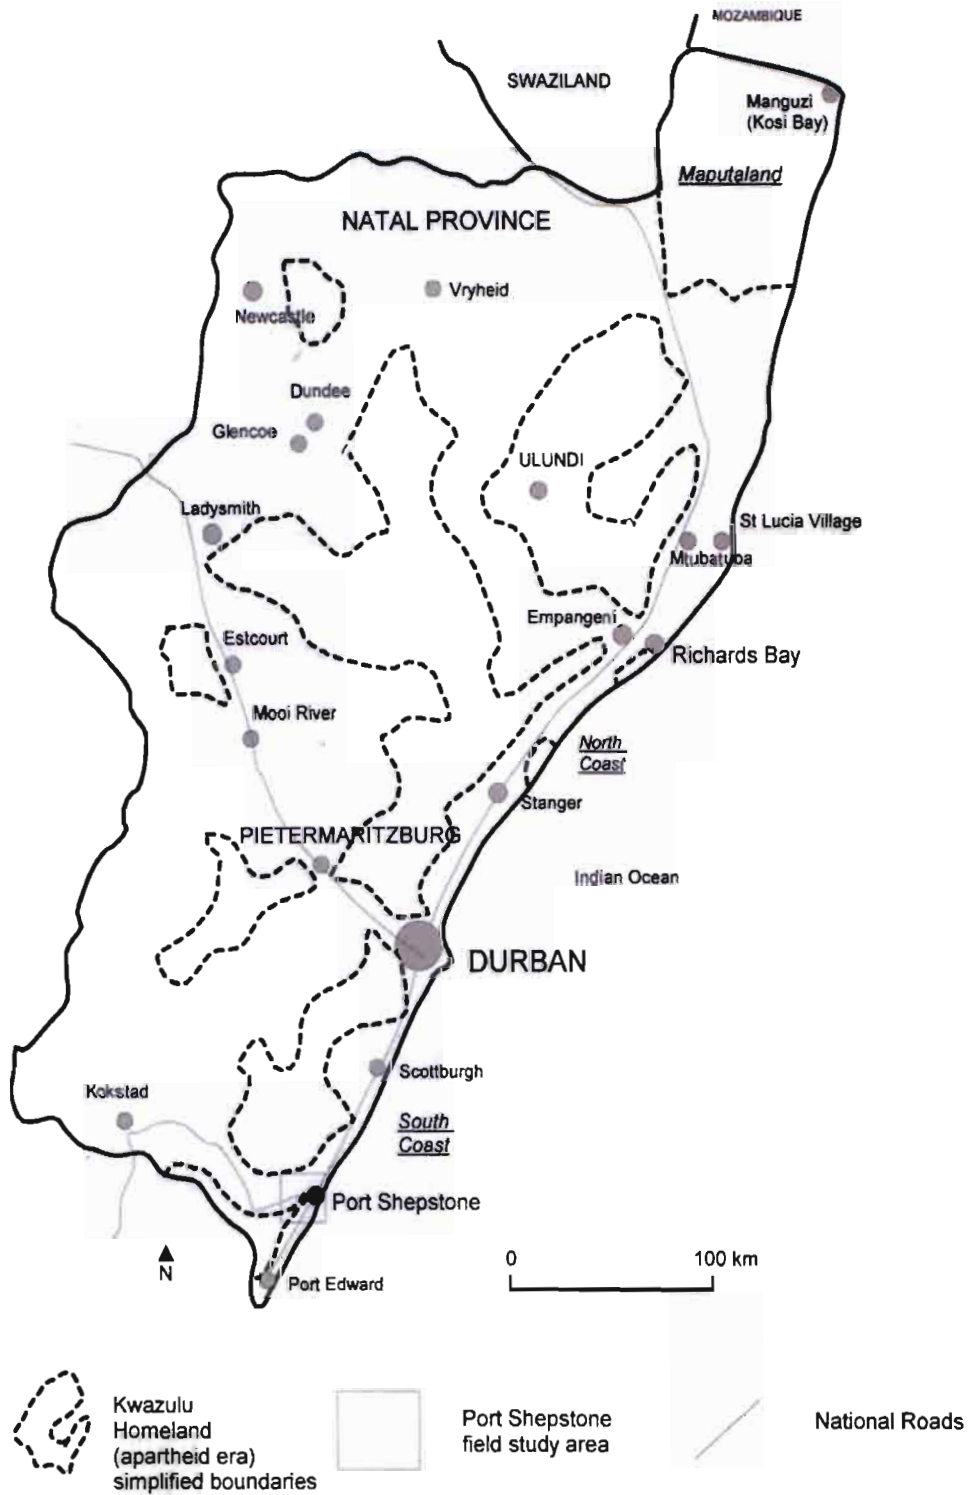 MOZAMBIQUE
SWAZILAND
Manguzi
(Kosi Bay)
Maputaland
NATAL PROVINCE
Vryheid
Newcastle
Dundee
Glencoe
ULUNDI
Ladysmith
St Lucia Village
Mtubatuba
Empangeni
Estcourt
Richards Bay
Mooi River
North
Coast
Stanger
PIETERMARITZBURG
Indian Ocean
DURBAN
Scottburgh
Kokstad
South
Coast
Port Shepstone
N
0 100 km
Port Edward
Kwazulu
Homeland
(apartheid era)
simplified boundaries
Port Shepstone
field study area
National Roads